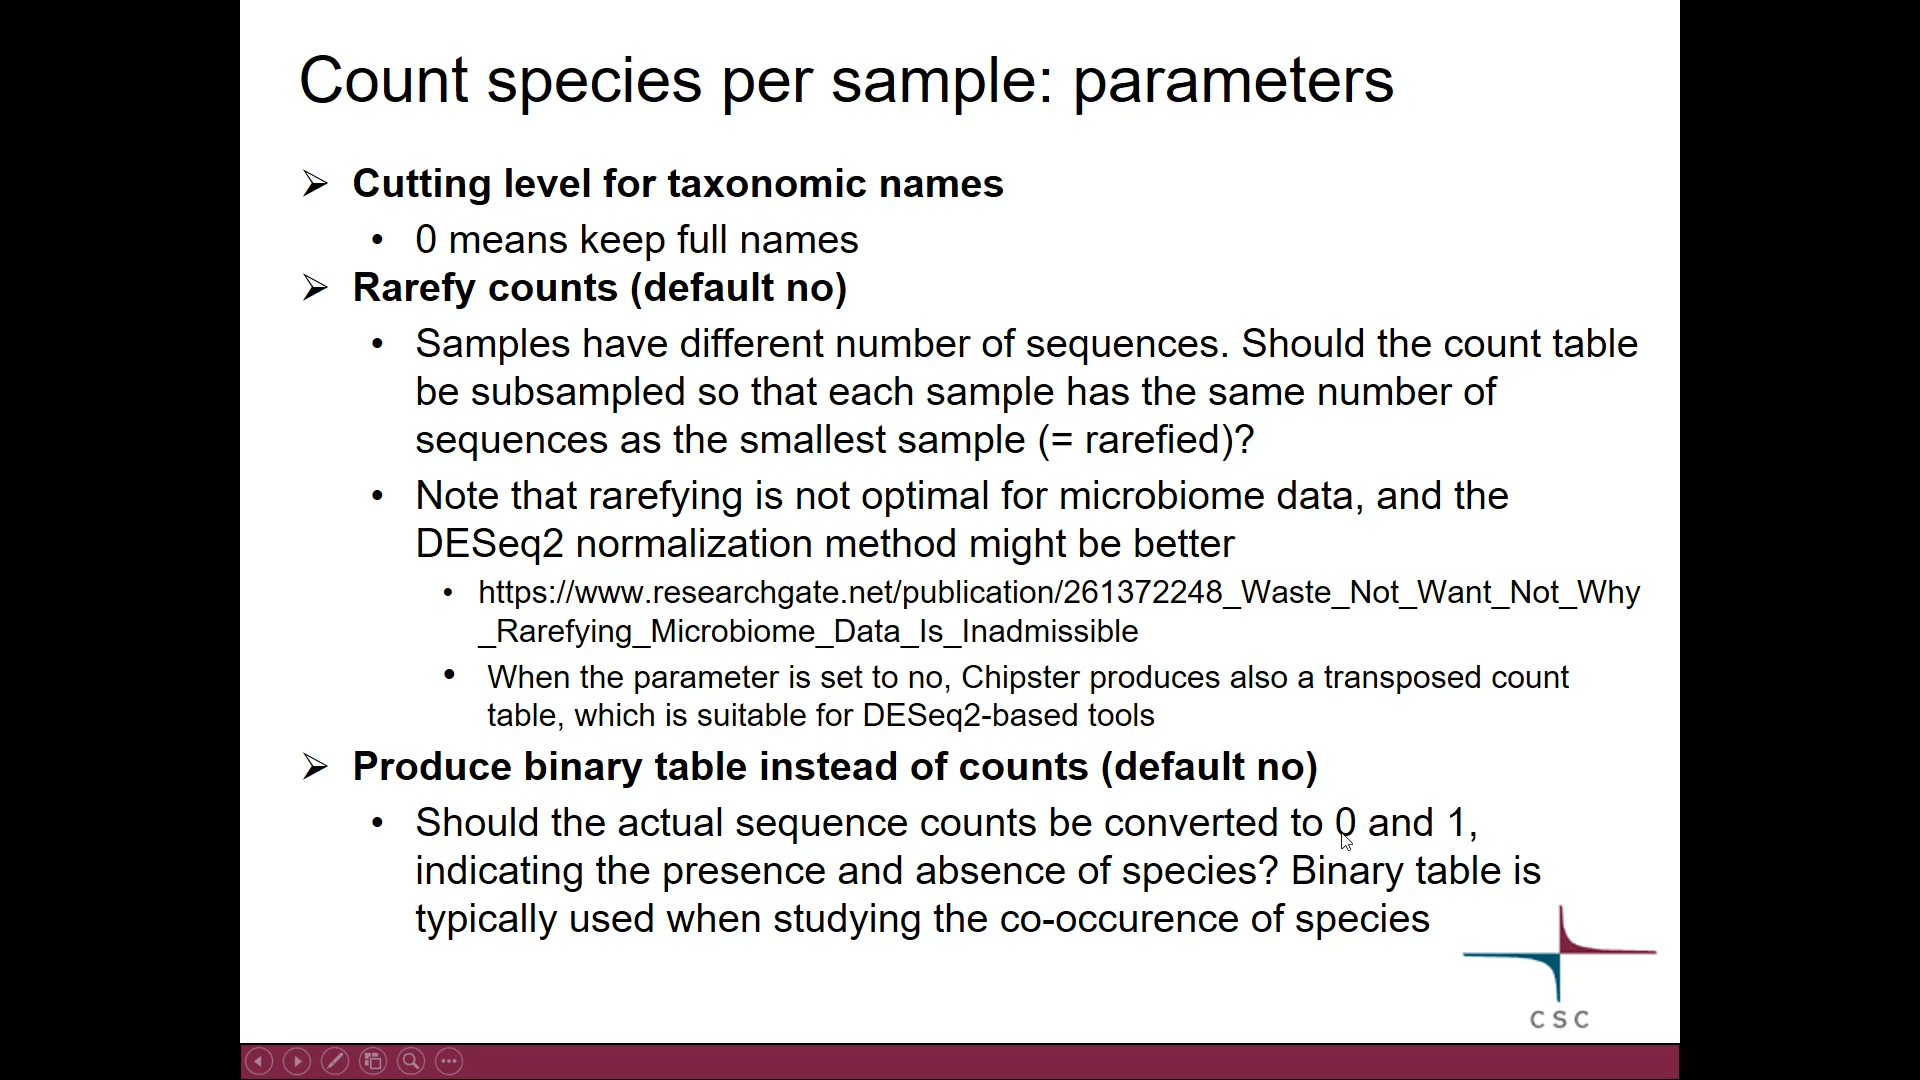 Count species per sample: parameters
➢ Cutting level for taxonomic names
• 0 means keep full names
➢ Rarefy counts (default no)
• Samples have different number of sequences. Should the count table
be subsampled so that each sample has the same number of
sequences as the smallest sample (= rarefied)?
• Note that rarefying is not optimal for microbiome data, and the
DESeq2 normalization method might be better
• https://www.researchgate.net/publication/261372248_Waste_Not_Want_Not_Why
_Rarefying_Microbiome_Data_Is_Inadmissible
• When the parameter is set to no, Chipster produces also a transposed count
table, which is suitable for DESeq2-based tools
➢ Produce binary table instead of counts (default no)
• Should the actual sequence counts be converted to 0 and 1,
indicating the presence and absence of species? Binary table is
typically used when studying the co-occurence of species
CSC